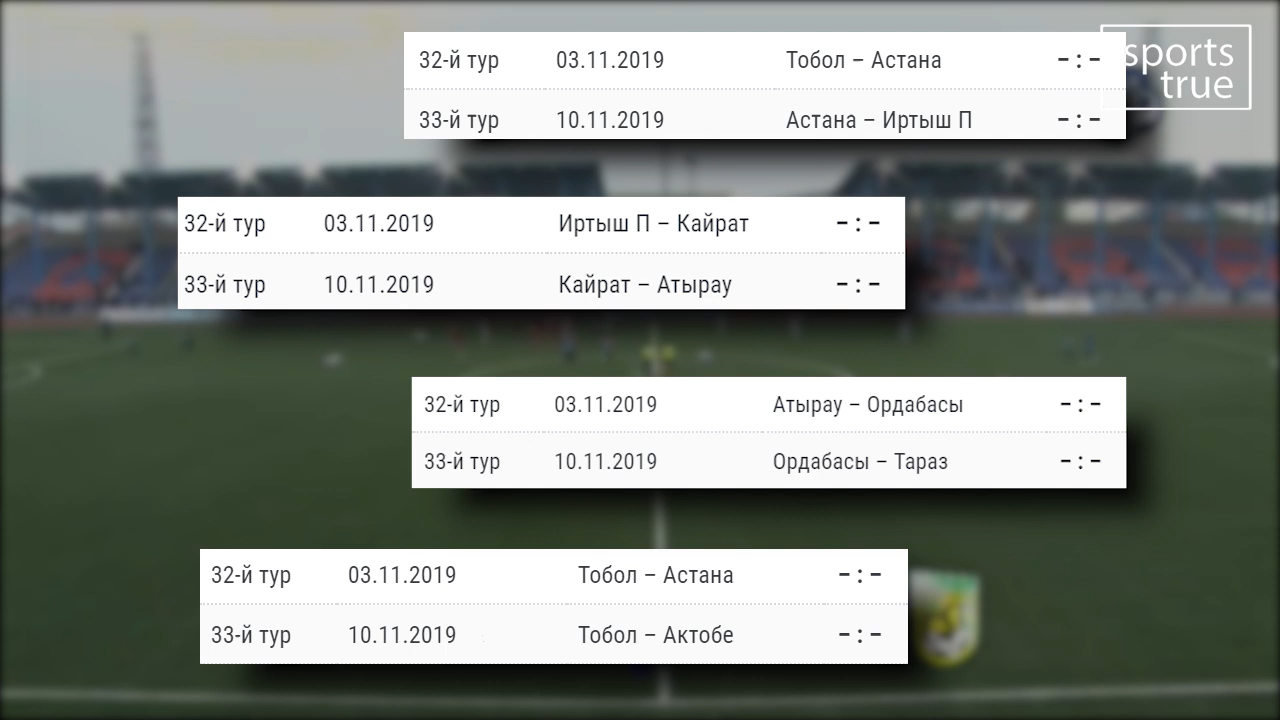 sports
true
32-й тур 03.11.2019 Тобол – Астана - : -
33-й тур 10.11.2019 Астана – Иртыш П - : -
32-й тур 03.11.2019 Иртыш П – Кайрат - : -
33-й тур 10.11.2019 Кайрат – Атырау - : -
32-й тур 03.11.2019 Атырау – Ордабасы - : -
33-й тур 10.11.2019 Ордабасы – Тараз - : -
32-й тур 03.11.2019 Тобол – Астана - : -
33-й тур 10.11.2019 Тобол – Актобе - : -